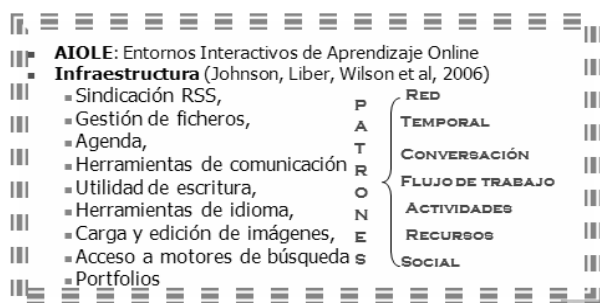 AIOLE: Entornos Interactivos de Aprendizaje Online
Infraestructura (Johnson, Liber, Wilson et al, 2006)
Sindicación RSS,
Gestión de ficheros,
Agenda,
Herramientas de comunicación
Utilidad de escritura,
Herramientas de idioma,
Carga y edición de imágenes,
Acceso a motores de búsqueda
Portfolios
PATRONES
RED
TEMPORAL
CONVERSACIÓN
FLUJO DE TRABAJO
ACTIVIDADES
RECURSOS
SOCIAL